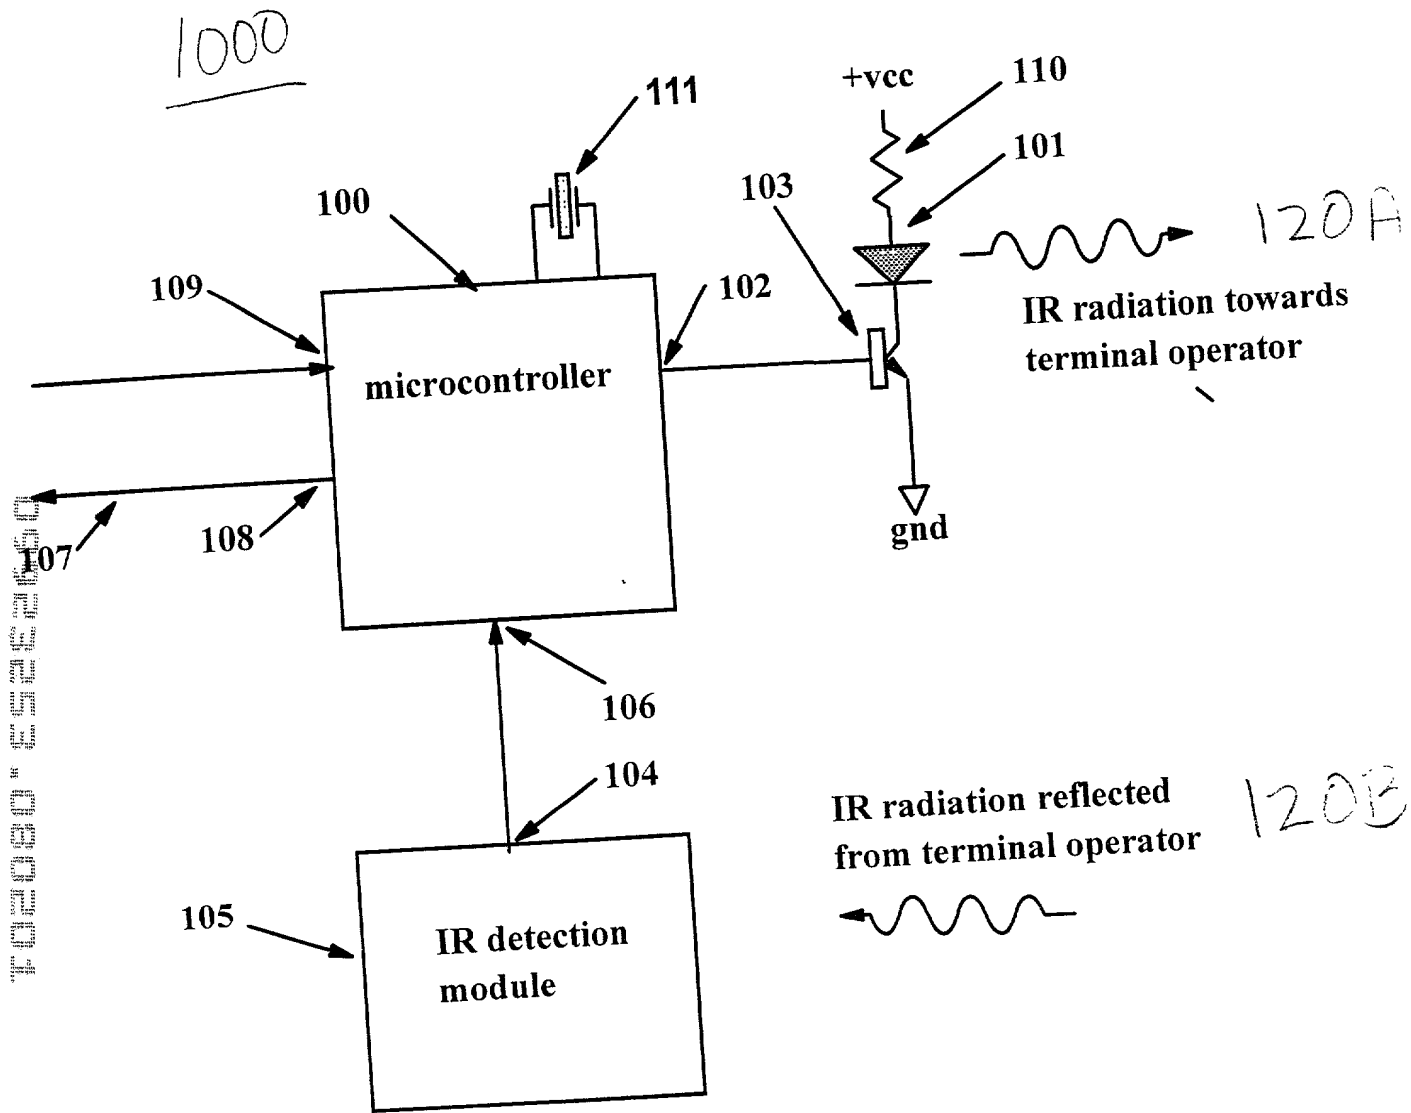 1000
111
+vcc
110
101
103
100
120A
109
102
IR radiation towards
terminal operator
microcontroller
107
108
gnd
106
104
IR radiation reflected
from terminal operator
120B
105
IR detection
module